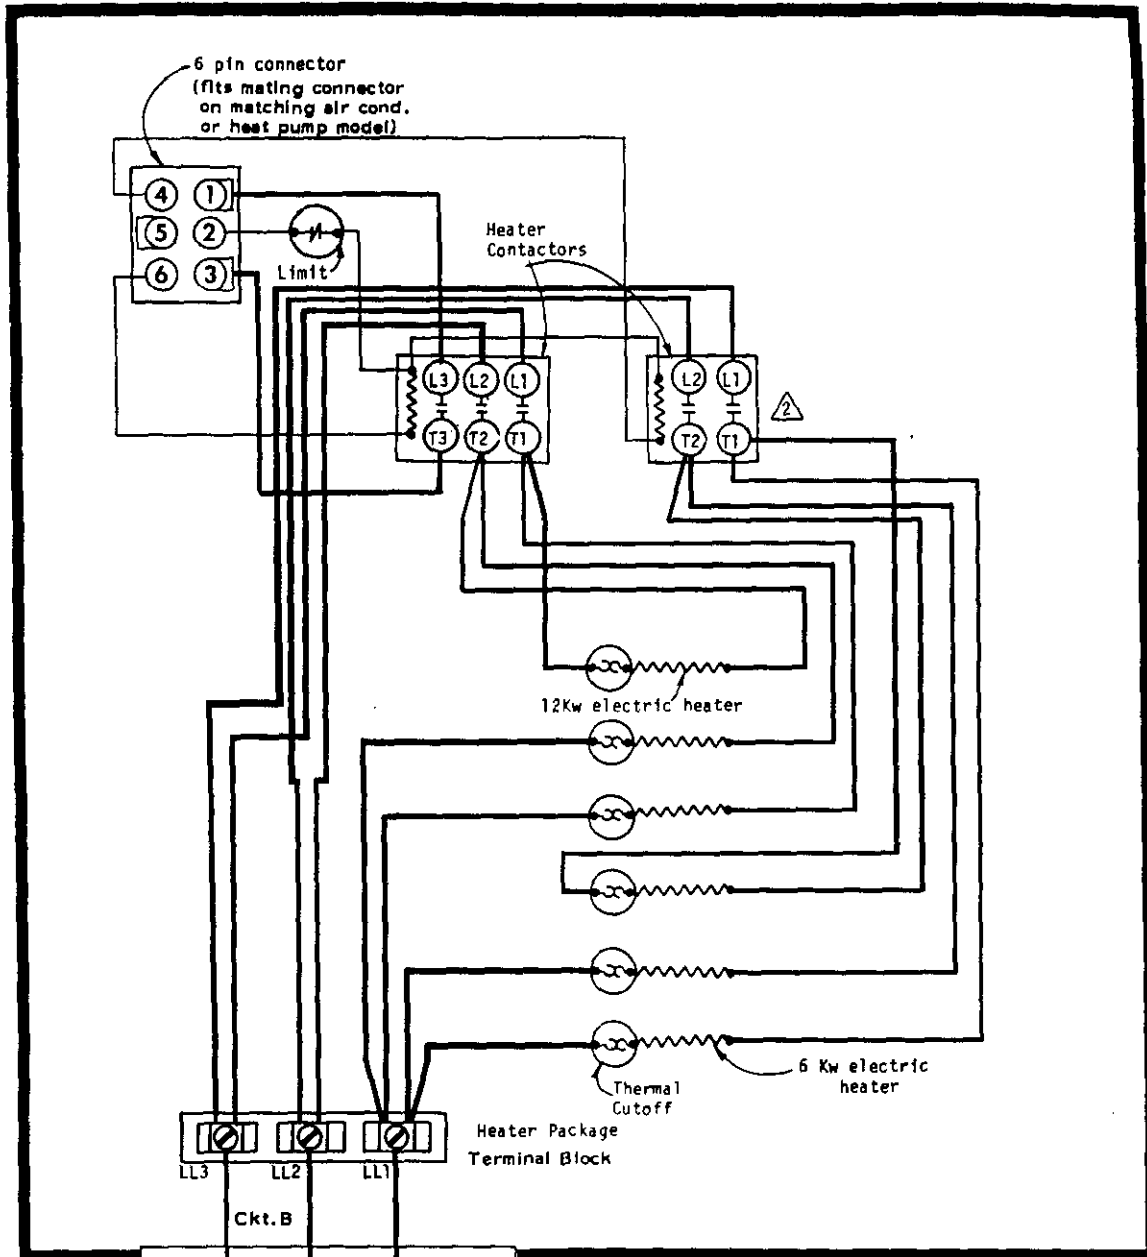 6 pin connector
(fits mating connector
on matching air cond.
or heat pump model)
4 1
5 2
6 3
Limit
Heater
Contactors
L3 L2 L1
T3 T2 T1
L2 L1
T2 T1
2
12Kw electric heater
6 Kw electric
heater
Thermal
Cutoff
Heater Package
Terminal Block
LL3 LL2 LL1
Ckt.B